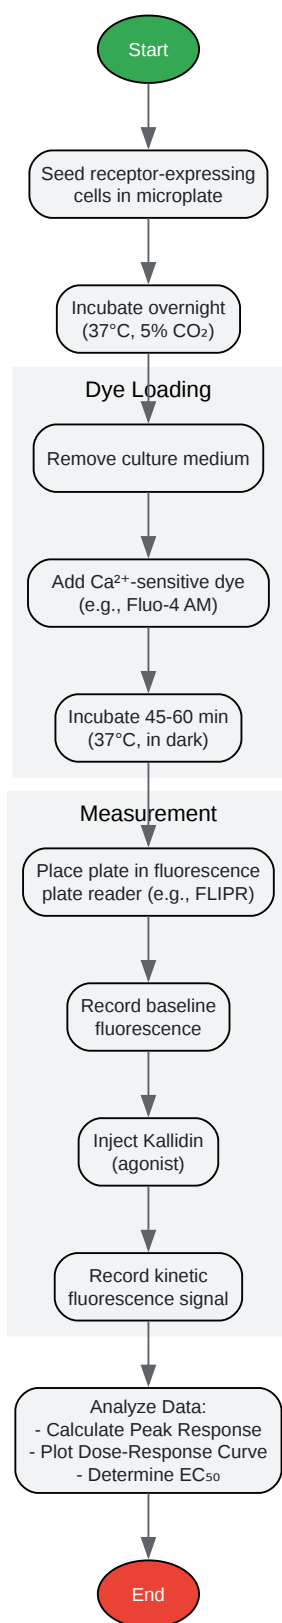 Start
Seed receptor-expressing
cells in microplate
Incubate overnight
(37°C, 5% CO₂)
Dye Loading
Remove culture medium
Add Ca²⁺-sensitive dye
(e.g., Fluo-4 AM)
Incubate 45-60 min
(37°C, in dark)
Measurement
Place plate in fluorescence
plate reader (e.g., FLIPR)
Record baseline
fluorescence
Inject Kallidin
(agonist)
Record kinetic
fluorescence signal
Analyze Data:
- Calculate Peak Response
- Plot Dose-Response Curve
- Determine EC₅₀
End